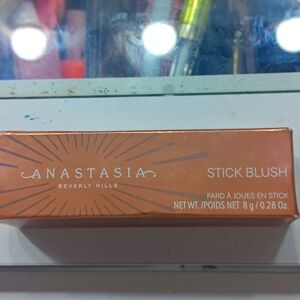 ANASTASIA
BEVERLY HILLS
STICK BLUSH
FARD À JOUES EN STICK
NET WT. /POIDS NET 8 g / 0.28 Oz.